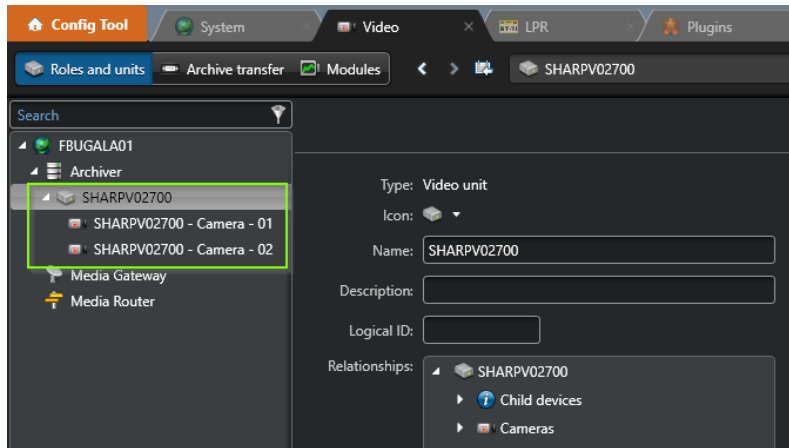 Config Tool System Video LPR Plugins
Roles and units Archive transfer Modules SHARPV02700
Search
FBUGALA01
Archiver
SHARPV02700
SHARPV02700 - Camera - 01
SHARPV02700 - Camera - 02
Media Gateway
Media Router
Type: Video unit
Icon:
Name: SHARPV02700
Description:
Logical ID:
Relationships: SHARPV02700
Child devices
Cameras